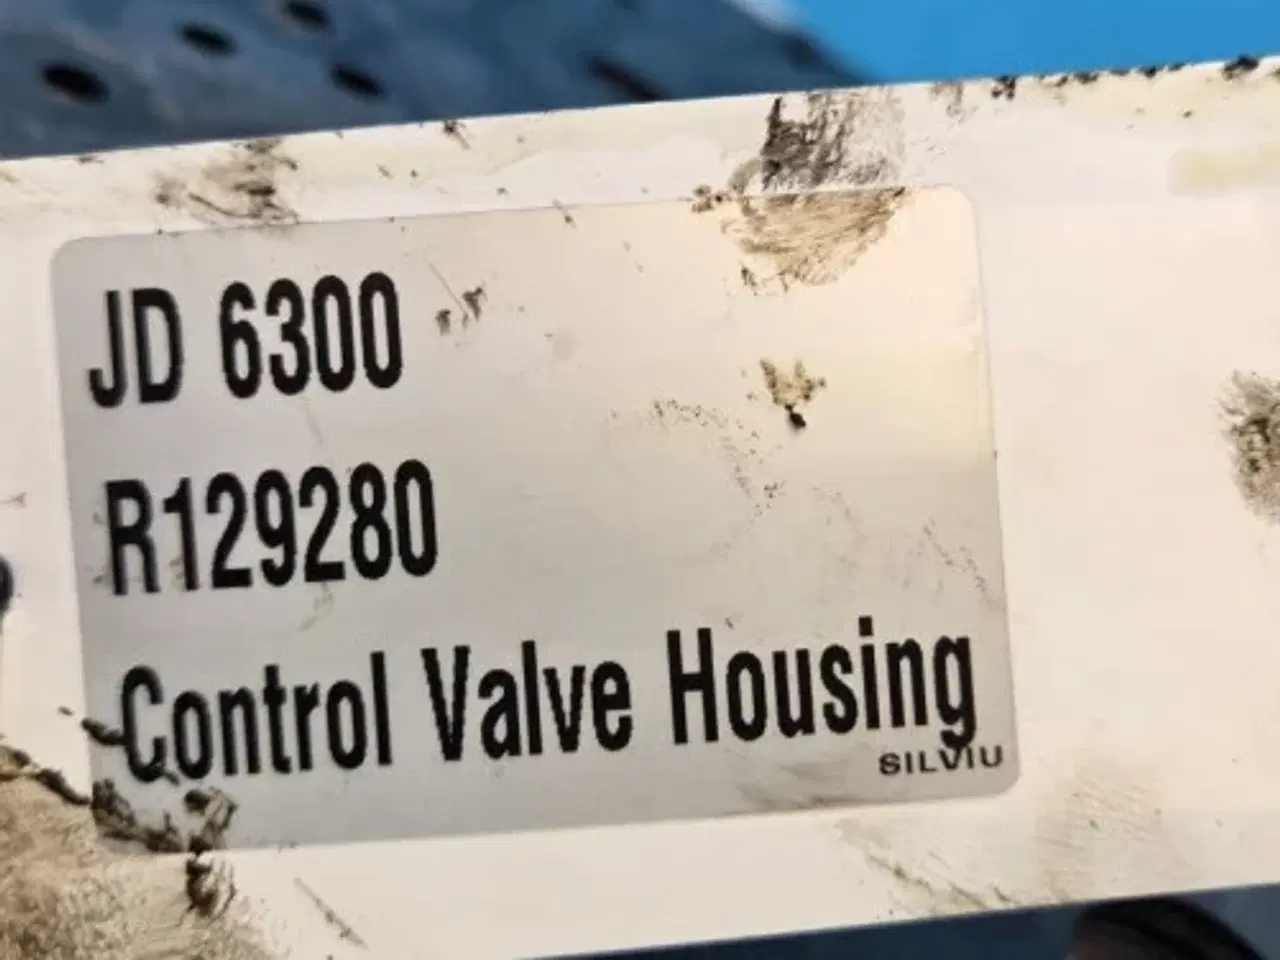 JD 6300
R129280
Control Valve Housing
SILVIU